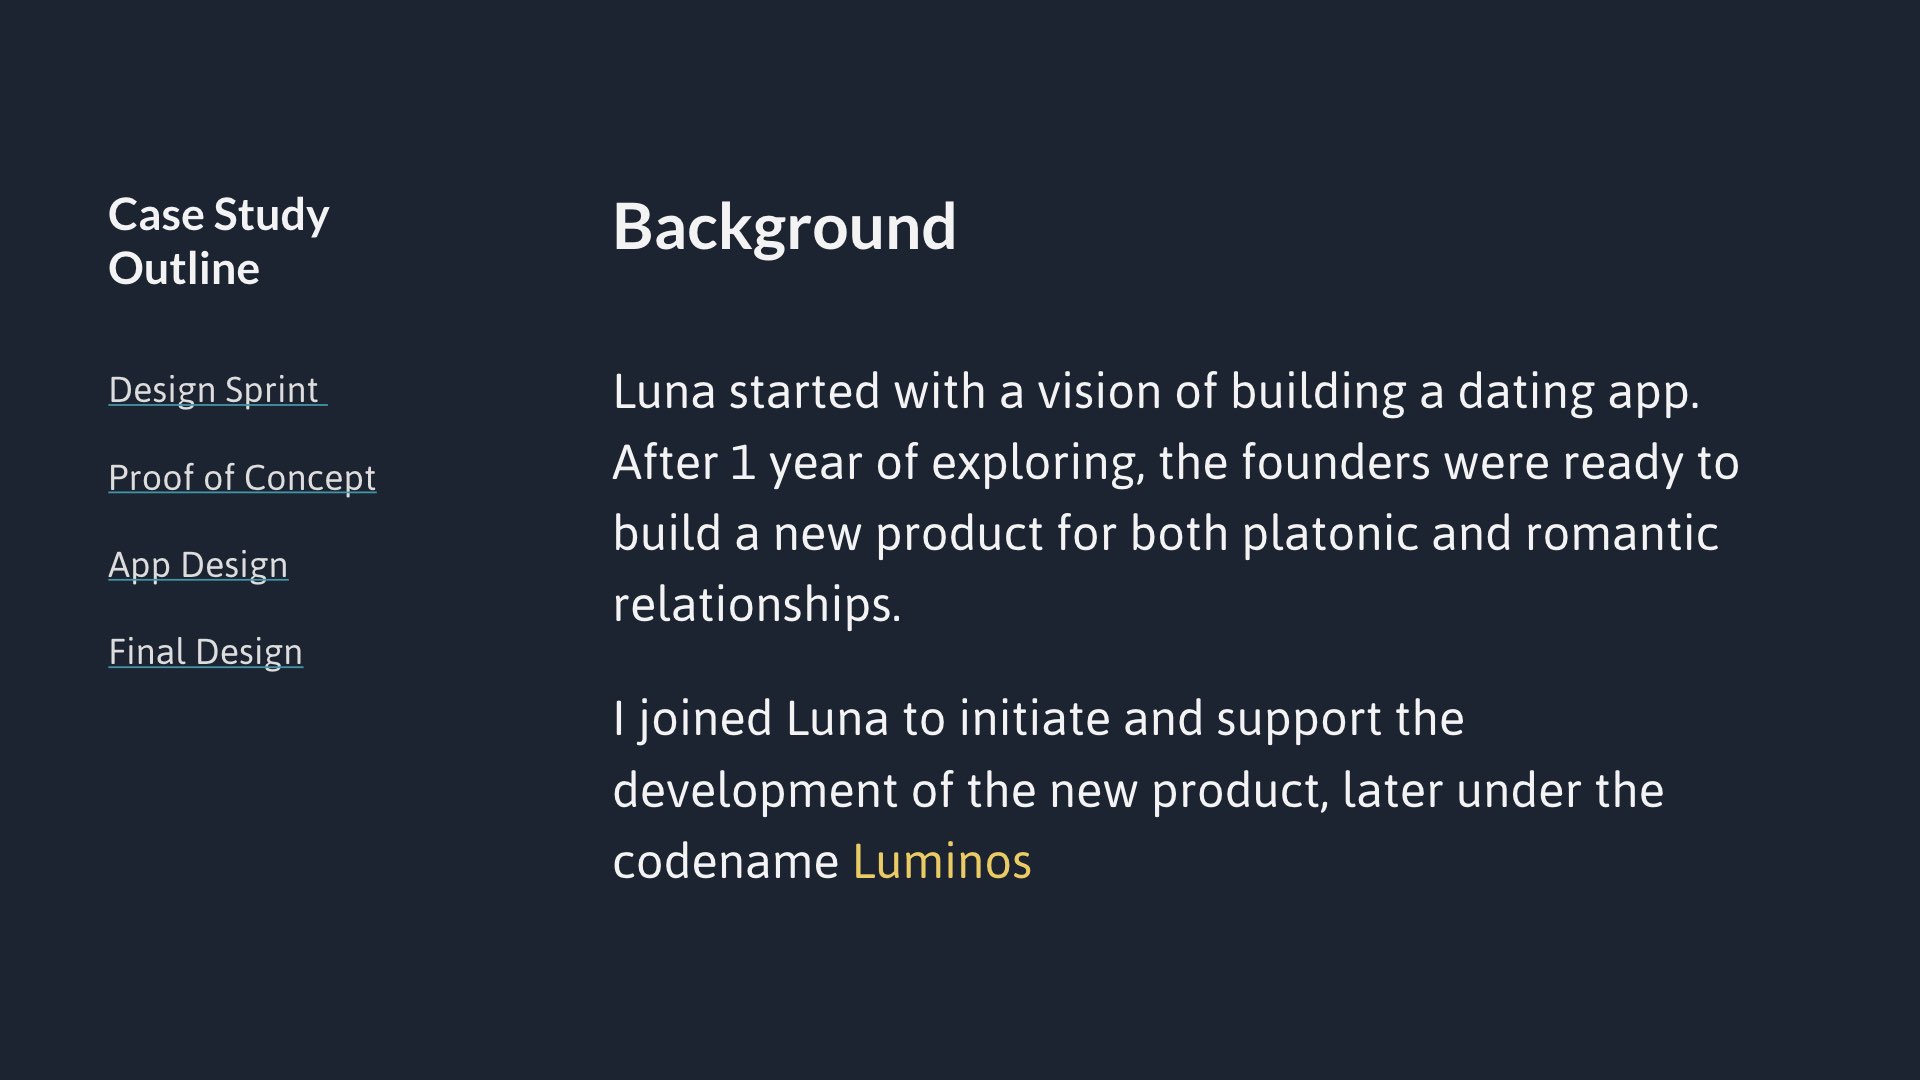 Case Study
Outline
Design Sprint
Proof of Concept
App Design
Final Design
Background
Luna started with a vision of building a dating app.
After 1 year of exploring, the founders were ready to
build a new product for both platonic and romantic
relationships.
I joined Luna to initiate and support the
development of the new product, later under the
codename Luminos